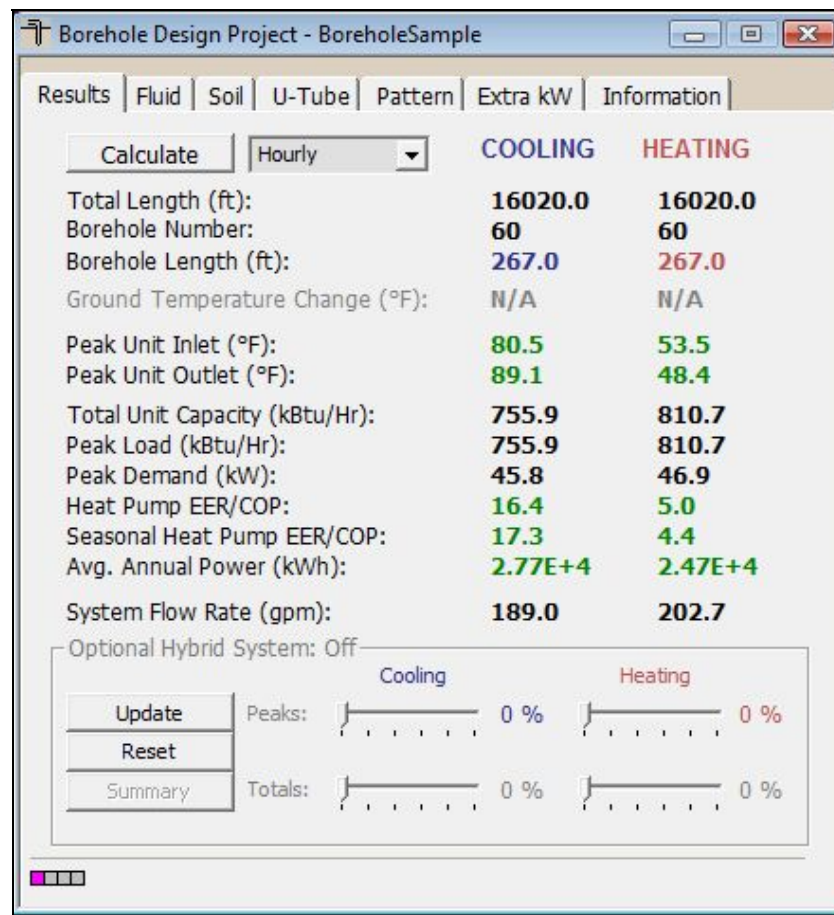 Borehole Design Project - BoreholeSample
Results Fluid Soil U-Tube Pattern Extra kW Information
Calculate Hourly COOLING HEATING
Total Length (ft): 16020.0 16020.0
Borehole Number: 60 60
Borehole Length (ft): 267.0 267.0
Ground Temperature Change (°F): N/A N/A
Peak Unit Inlet (°F): 80.5 53.5
Peak Unit Outlet (°F): 89.1 48.4
Total Unit Capacity (kBtu/Hr): 755.9 810.7
Peak Load (kBtu/Hr): 755.9 810.7
Peak Demand (kW): 45.8 46.9
Heat Pump EER/COP: 16.4 5.0
Seasonal Heat Pump EER/COP: 17.3 4.4
Avg. Annual Power (kWh): 2.77E+4 2.47E+4
System Flow Rate (gpm): 189.0 202.7
Optional Hybrid System: Off
Cooling Heating
Update Peaks: 0 % 0 %
Reset
Summary Totals: 0 % 0 %